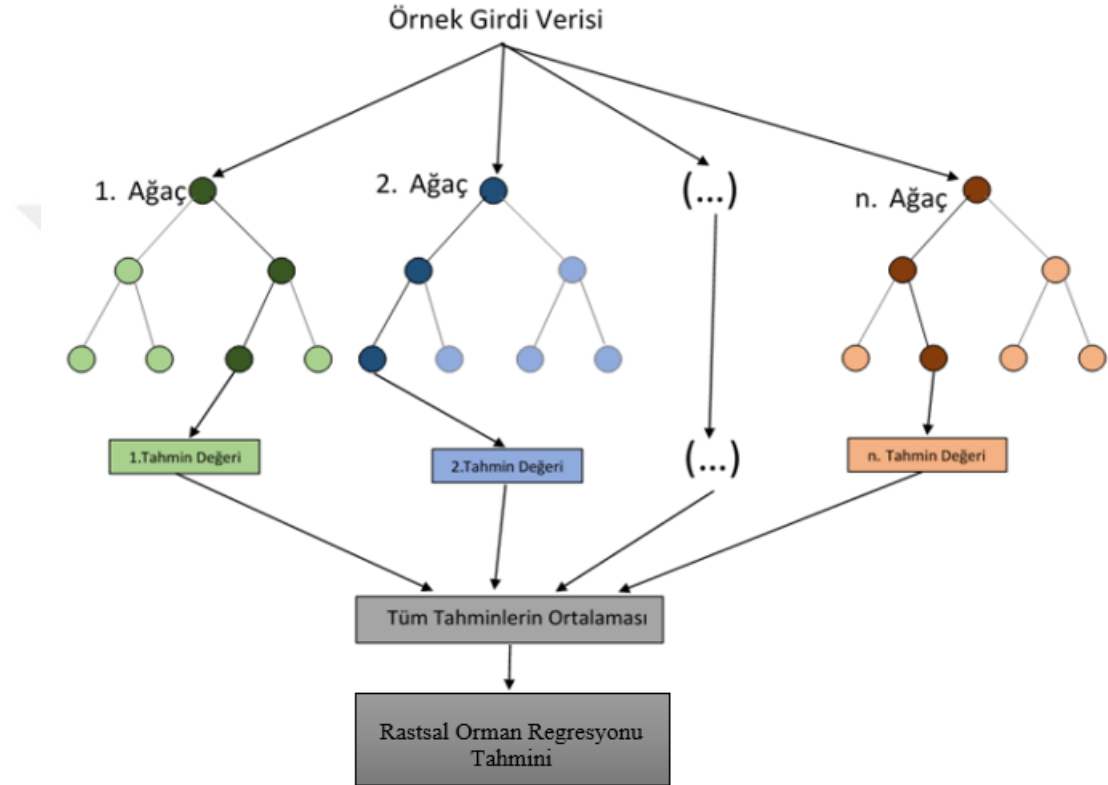 Örnek Girdi Verisi
1. Ağaç
2. Ağaç
(...)
n. Ağaç
1.Tahmin Değeri
2.Tahmin Değeri
(...)
n. Tahmin Değeri
Tüm Tahminlerin Ortalaması
Rastsal Orman Regresyonu
Tahmini